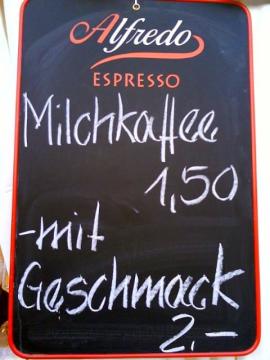 Alfredo
ESPRESSO
Milchkaffee
1,50
-mit
Geschmack
2.-